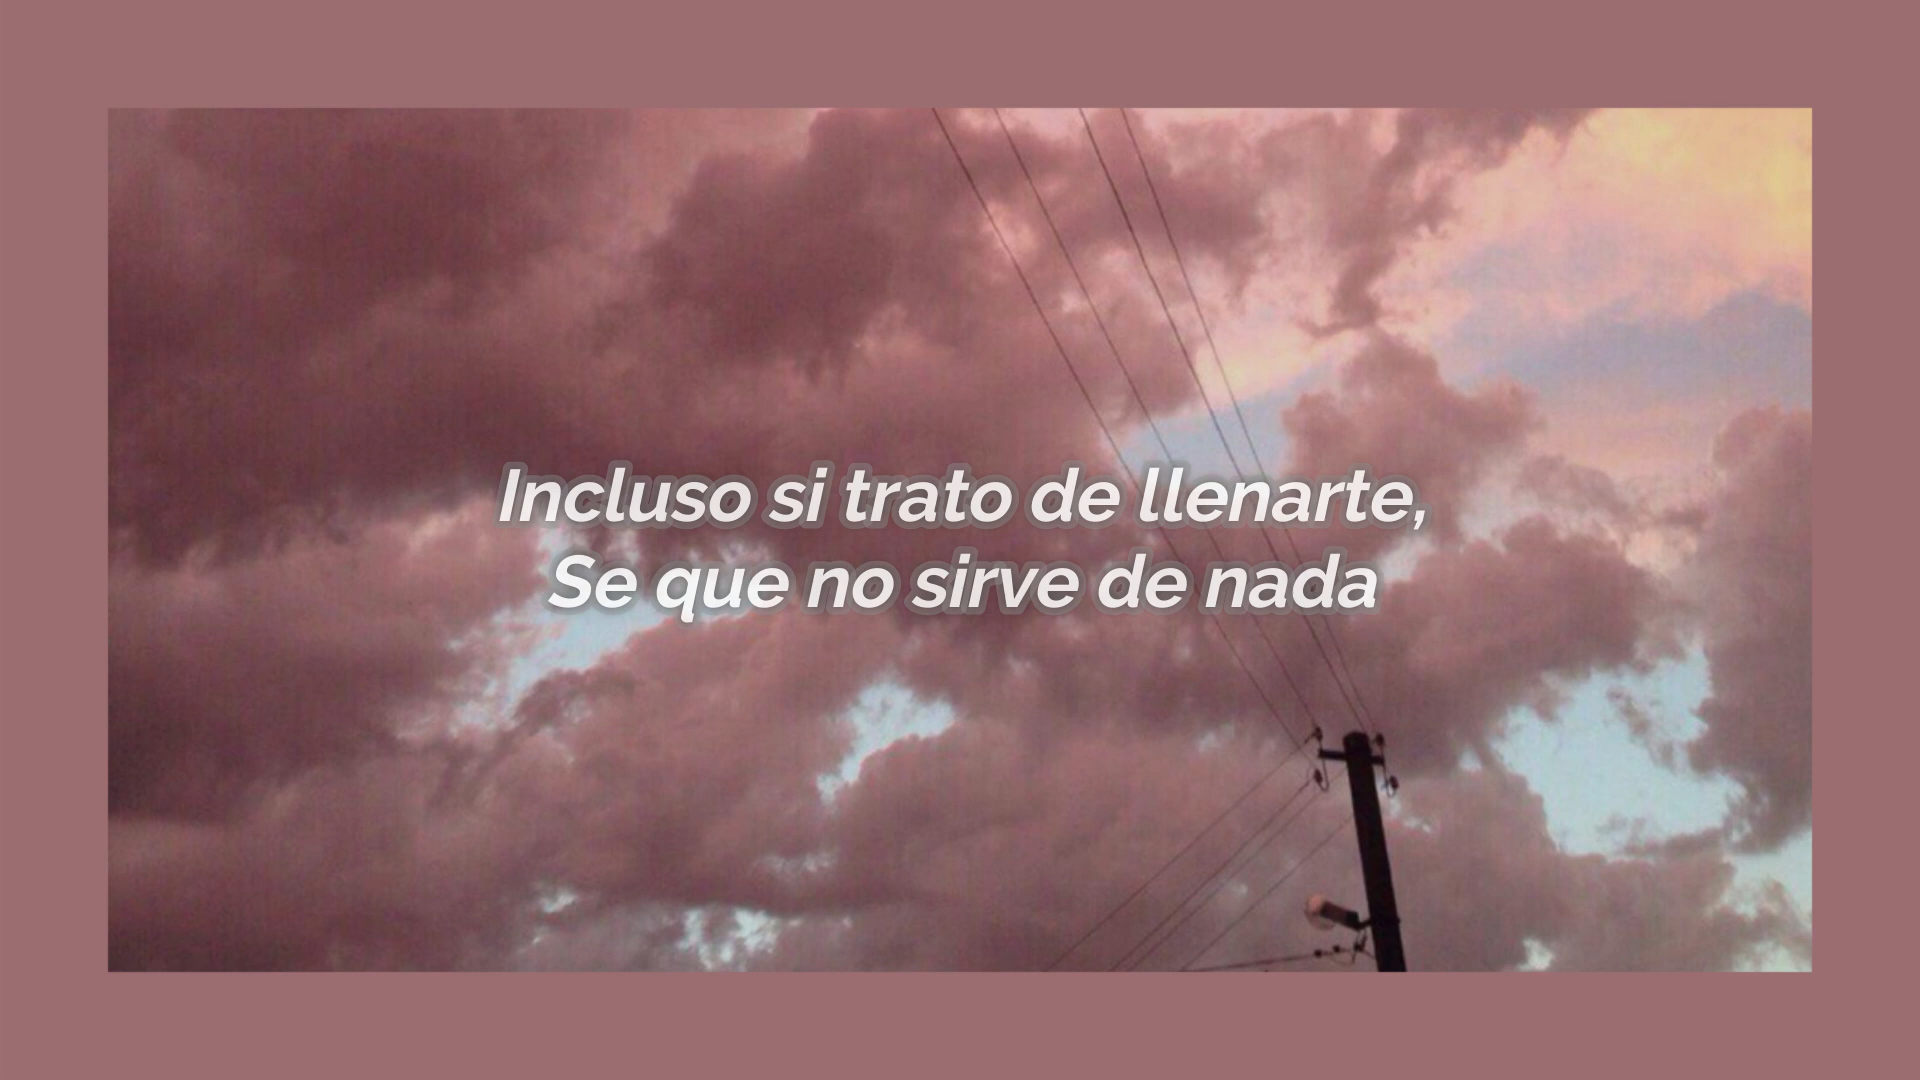 Incluso si trato de llenarte,
Se que no sirve de nada